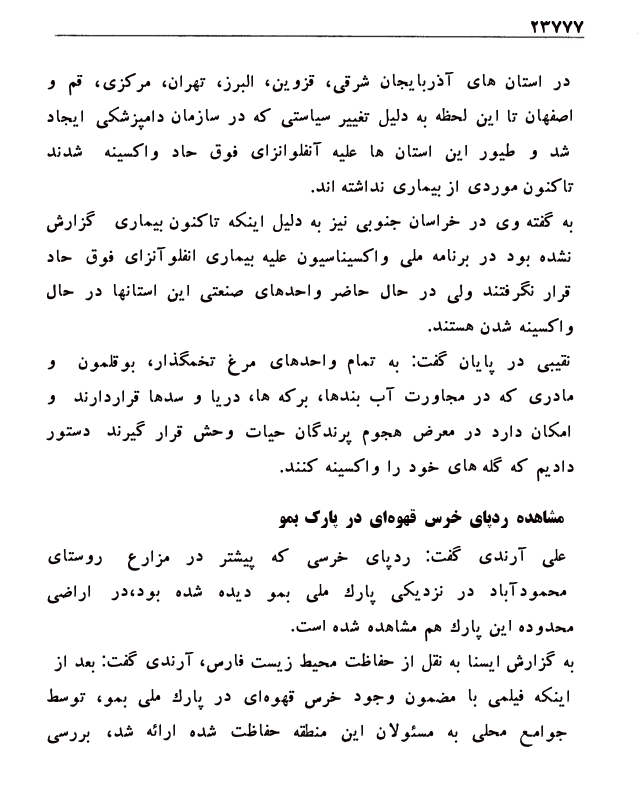 ۲۳۷۷۷
در استان های آذربایجان شرقی، قزوین، البرز، تهران، مرکزی، قم و
اصفهان تا این لحظه به دلیل تغییر سیاستی که در سازمان دامپزشکی ایجاد
شد و طیور این استان ها علیه آنفلوانزای فوق حاد واکسینه شدند
تاکنون موردی از بیماری نداشته اند.
به گفته وی در خراسان جنوبی نیز به دلیل اینکه تاکنون بیماری گزارش
نشده بود در برنامه ملی واکسیناسیون علیه بیماری انفلوآنزای فوق حاد
قرار نگرفتند ولی در حال حاضر واحدهای صنعتی این استانها در حال
واکسینه شدن هستند.
نقیبی در پایان گفت: به تمام واحدهای مرغ تخمگذار، بوقلمون و
مادری که در مجاورت آب بندها، برکه ها، دریا و سدها قراردارند و
امکان دارد در معرض هجوم پرندگان حیات وحش قرار گیرند دستور
دادیم که گله های خود را واکسینه کنند.
مشاهده ردپای خرس قهوه‌ای در پارک بمو
علی آرندی گفت: ردپای خرسی که پیشتر در مزارع روستای
محمودآباد در نزدیکی پارك ملی بمو دیده شده بود،در اراضی
محدوده این پارك هم مشاهده شده است.
به گزارش ایسنا به نقل از حفاظت محیط زیست فارس، آرندی گفت: بعد از
اینکه فیلمی با مضمون وجود خرس قهوه‌ای در پارك ملی بمو، توسط
جوامع محلی به مسئولان این منطقه حفاظت شده ارائه شد، بررسی